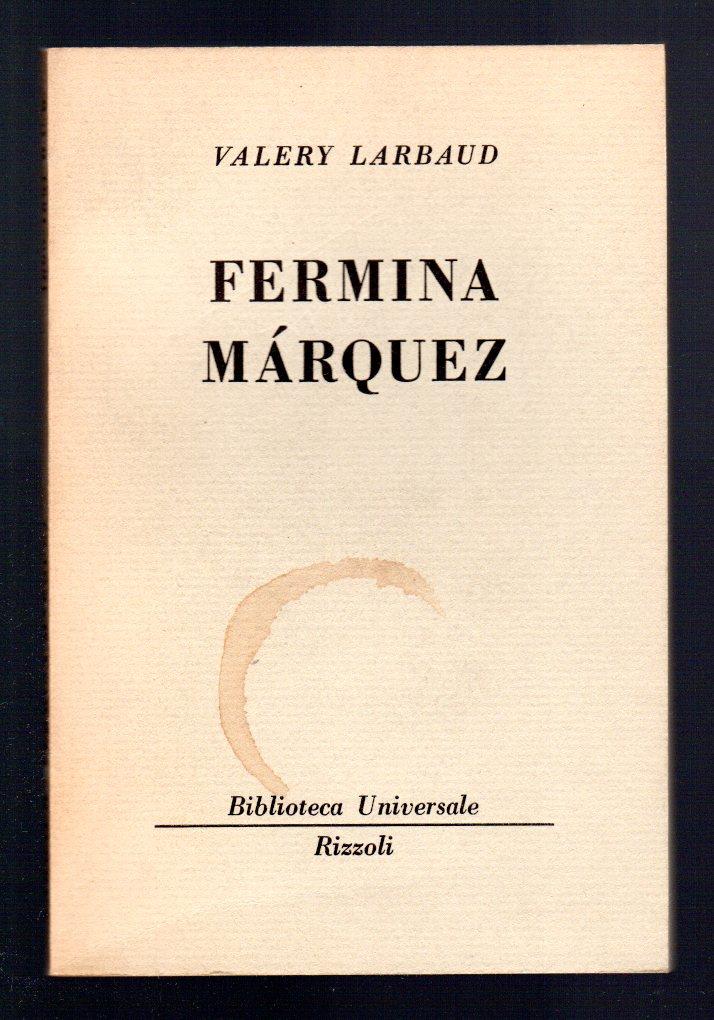 VALERY LARBAUD
FERMINA
MÁRQUEZ
Biblioteca Universale
Rizzoli